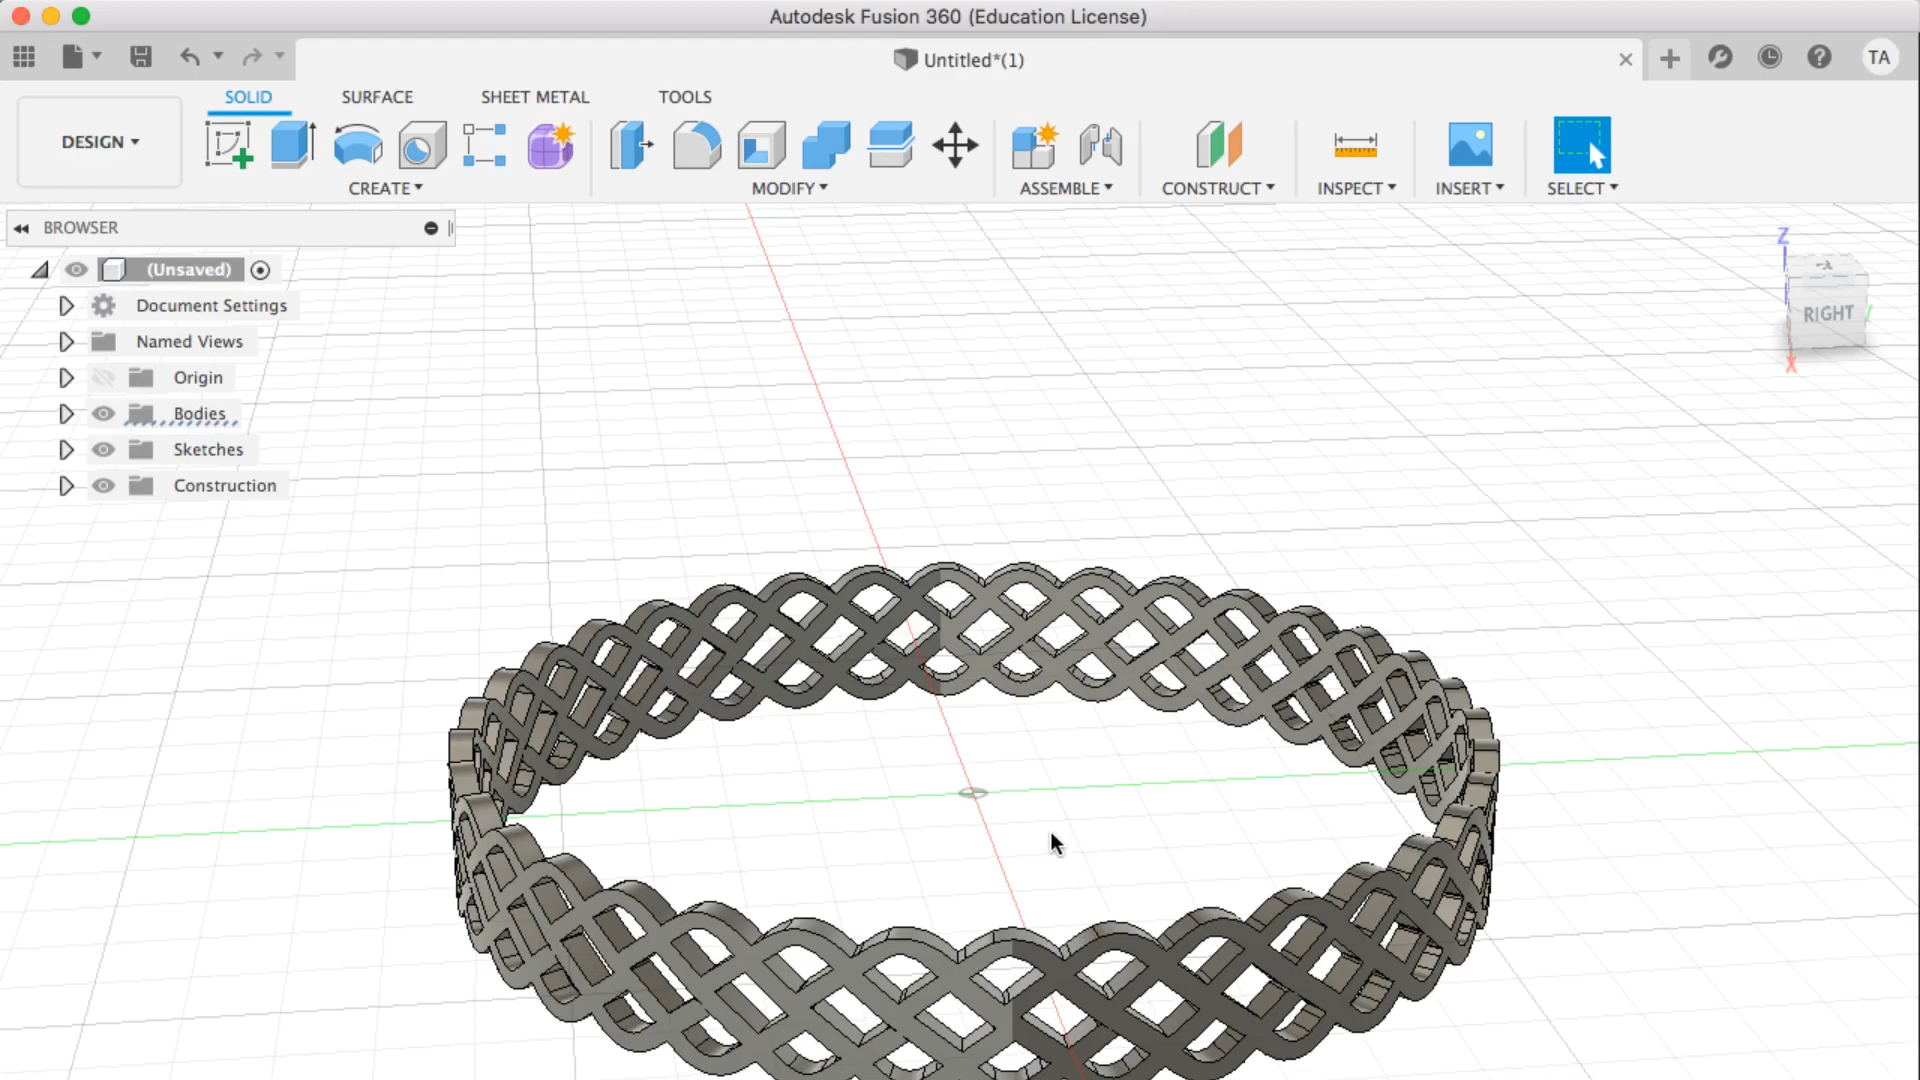 Autodesk Fusion 360 (Education License)
Untitled*(1)
TA
SOLID
SURFACE
SHEET METAL
TOOLS
DESIGN
CREATE
MODIFY
ASSEMBLE
CONSTRUCT
INSPECT
INSERT
SELECT
BROWSER
(Unsaved)
Document Settings
Named Views
Origin
Bodies
Sketches
Construction
Z
RIGHT
X